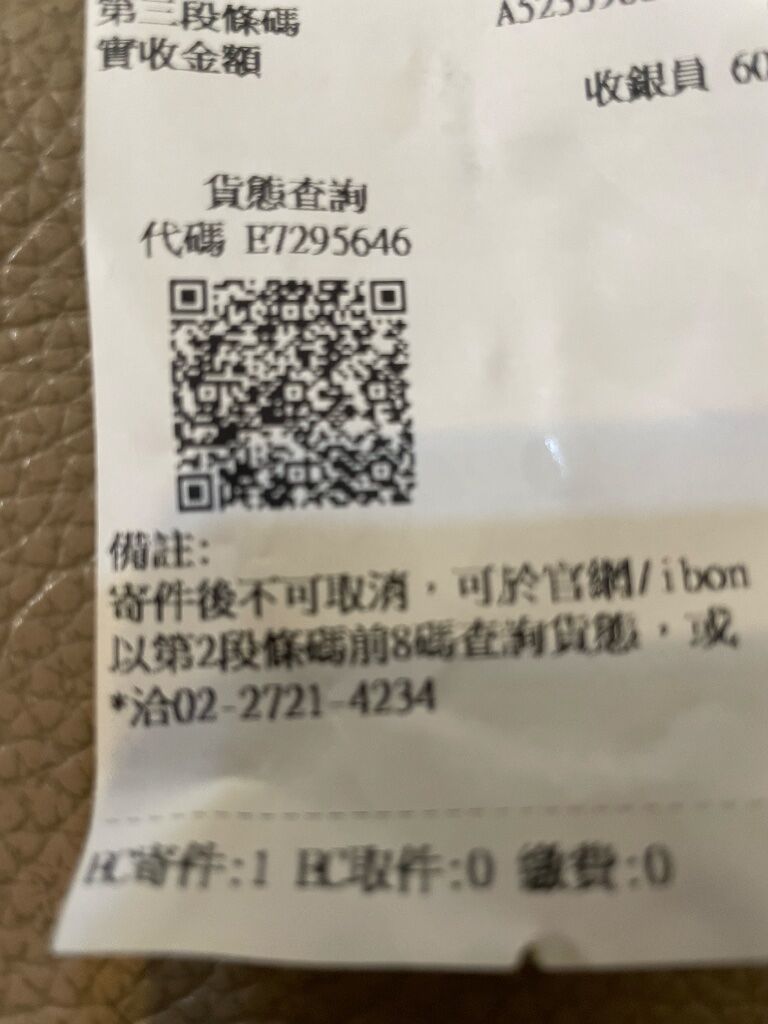 第三段條碼
實收金額
收銀員 60
貨態查詢
代碼 E7295646
備註:
寄件後不可取消，可於官網/ibon
以第2段條碼前8碼查詢貨態，或
*洽02-2721-4234
EC寄件:1 EC取件:0 繳費:0